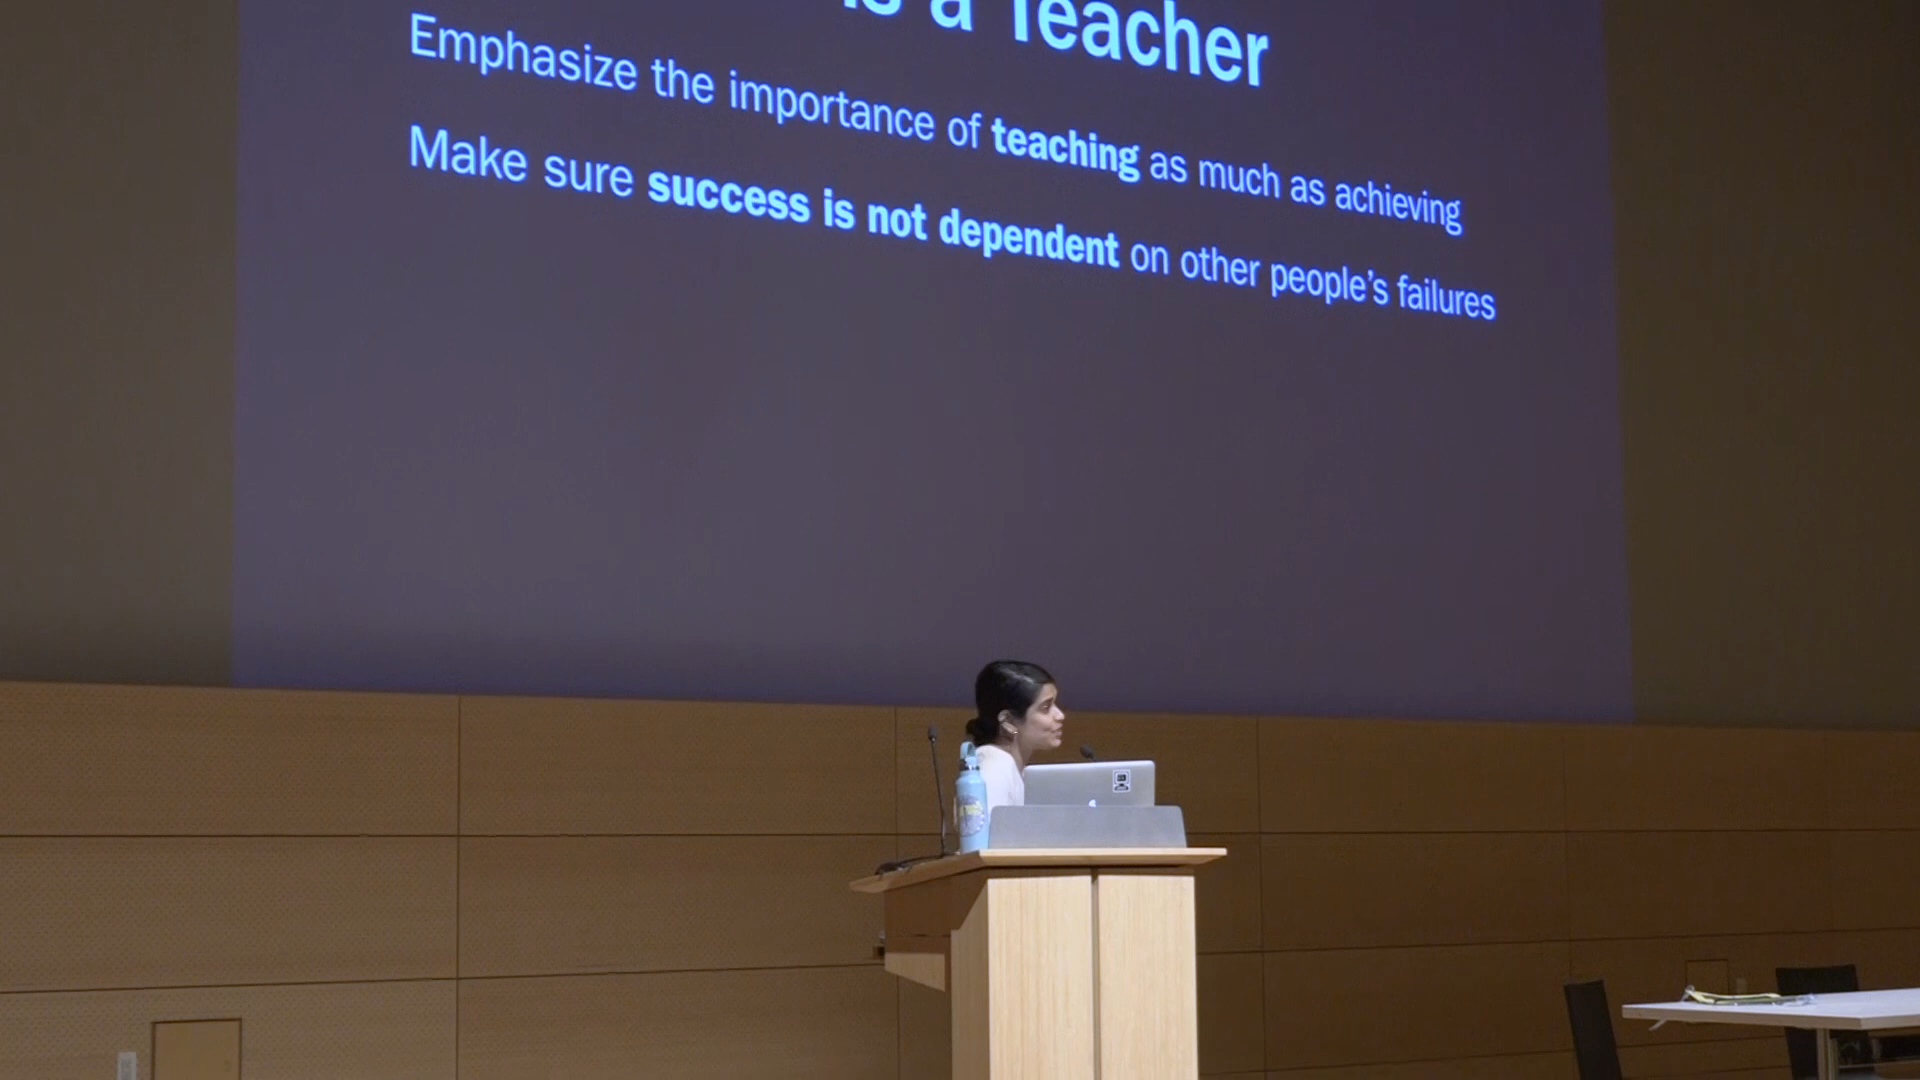 is a Teacher
Emphasize the importance of teaching as much as achieving
Make sure success is not dependent on other people’s failures